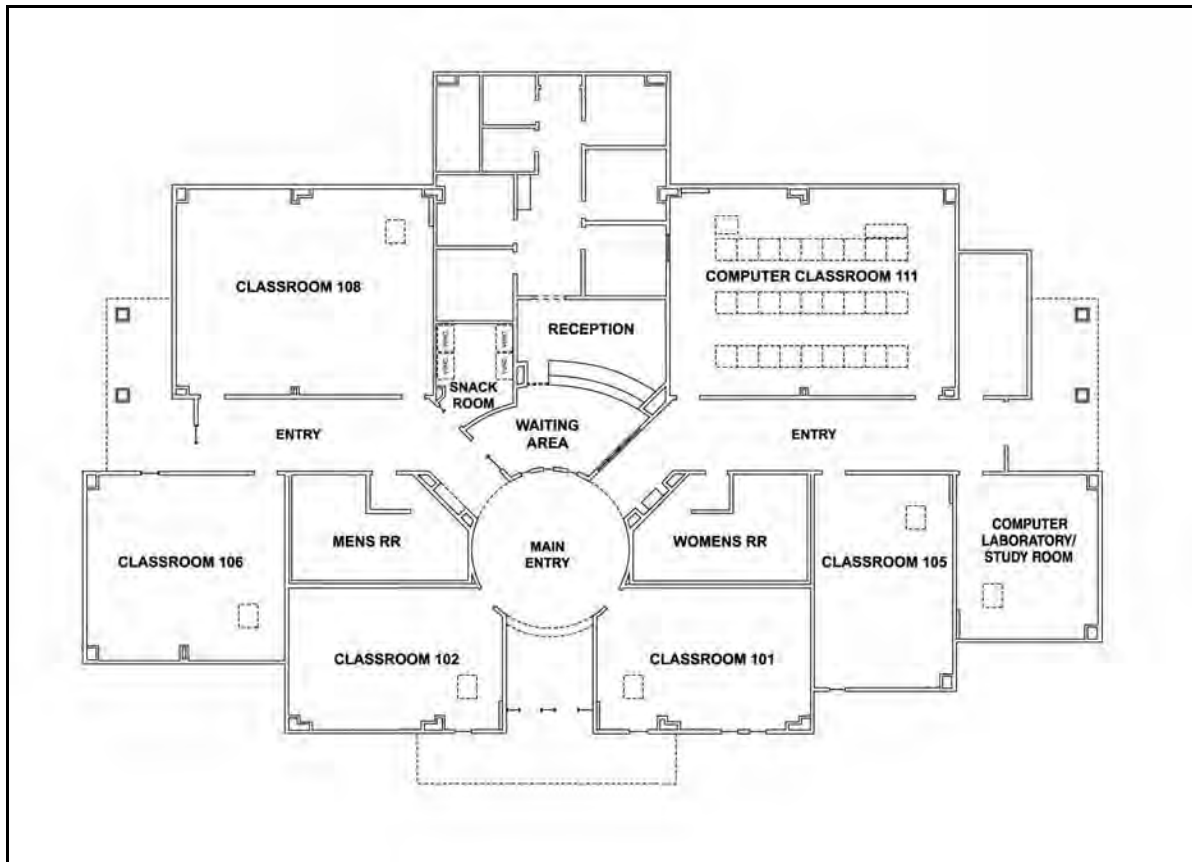 CLASSROOM 108
COMPUTER CLASSROOM 111
RECEPTION
SNACK
ROOM
WAITING
AREA
ENTRY
ENTRY
MENS RR
MAIN
ENTRY
WOMENS RR
CLASSROOM 106
CLASSROOM 105
COMPUTER
LABORATORY/
STUDY ROOM
CLASSROOM 102
CLASSROOM 101